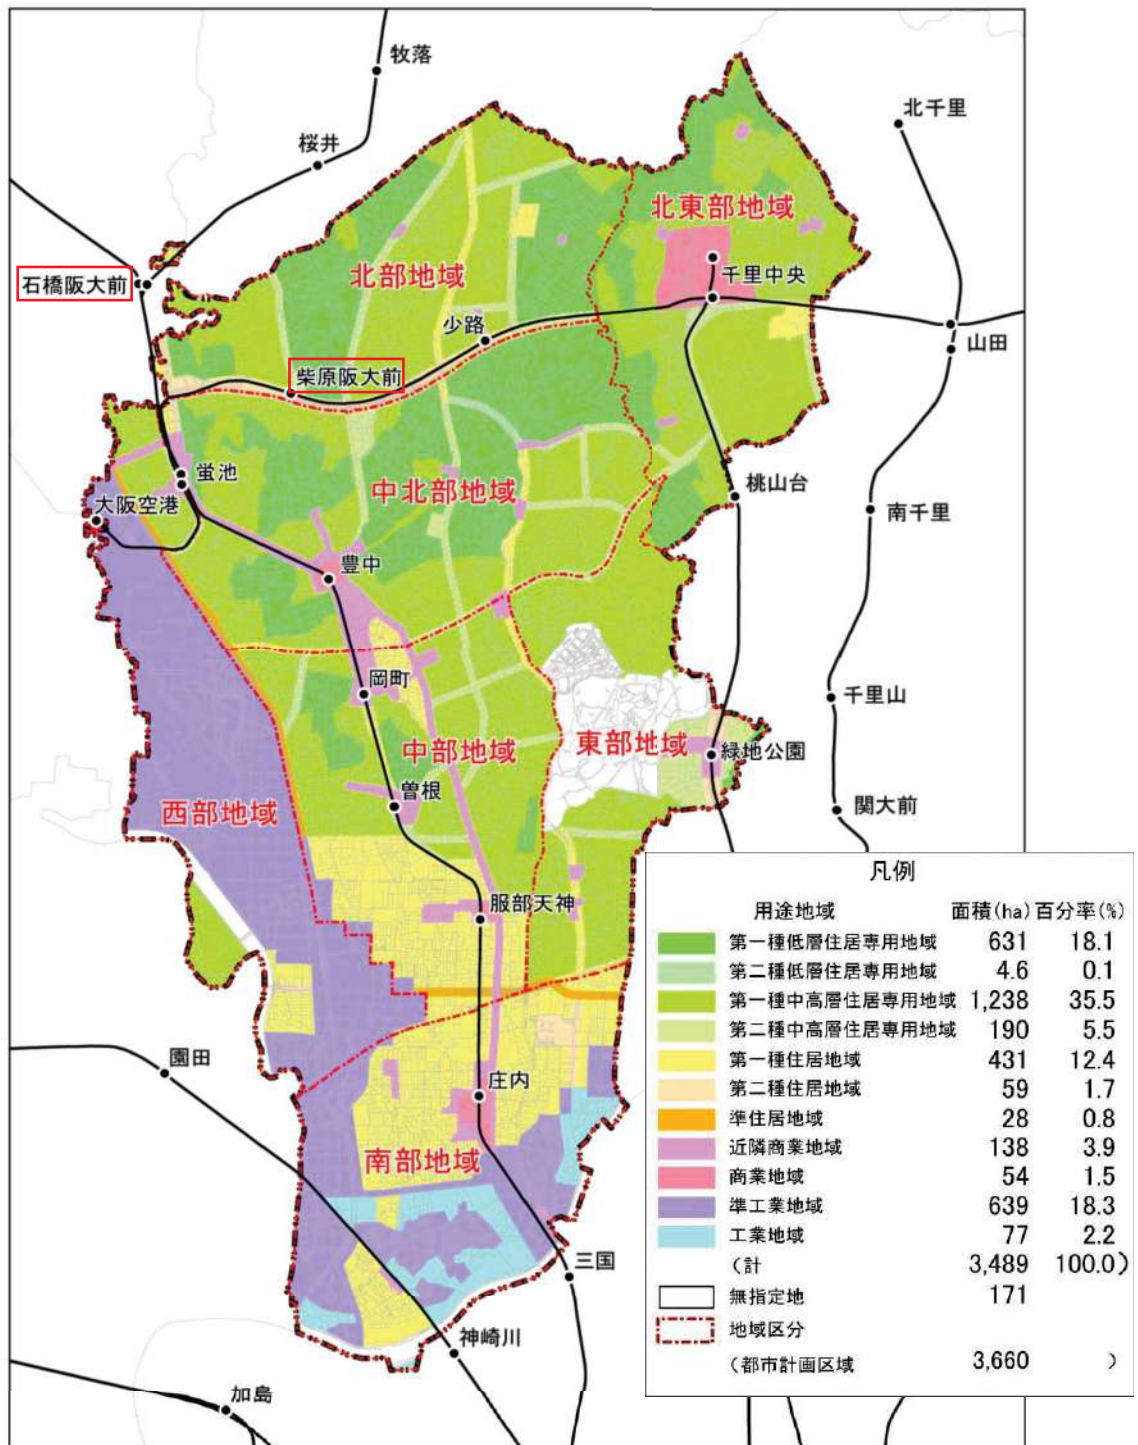 牧落
北千里
桜井
北東部地域
石橋阪大前
北部地域
千里中央
少路
山田
柴原阪大前
蛍池
中北部地域
桃山台
大阪空港
南千里
豊中
岡町
千里山
中部地域
東部地域
緑地公園
曽根
西部地域
関大前
服部天神
園田
庄内
南部地域
三国
神崎川
加島
凡例
用途地域 面積(ha) 百分率(%)
第一種低層住居専用地域 631 18.1
第二種低層住居専用地域 4.6 0.1
第一種中高層住居専用地域 1,238 35.5
第二種中高層住居専用地域 190 5.5
第一種住居地域 431 12.4
第二種住居地域 59 1.7
準住居地域 28 0.8
近隣商業地域 138 3.9
商業地域 54 1.5
準工業地域 639 18.3
工業地域 77 2.2
(計 3,489 100.0)
無指定地 171
地域区分
(都市計画区域 3,660 )